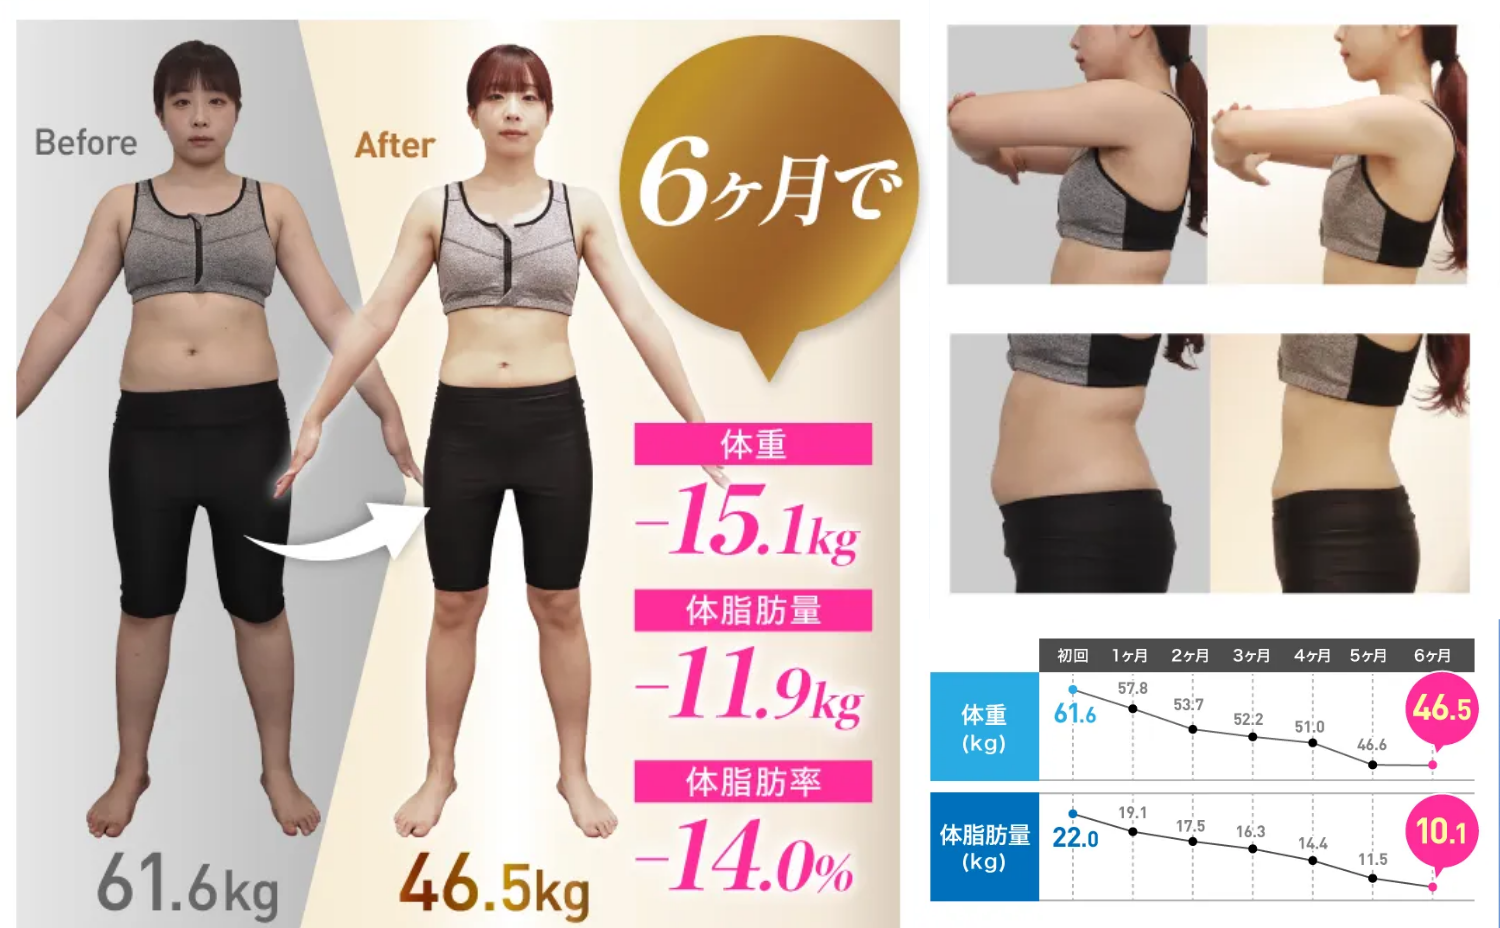 Before
After
6ヶ月で
体重
−15.1kg
体脂肪量
−11.9kg
体脂肪率
−14.0%
61.6kg
46.5kg
初回 1ヶ月 2ヶ月 3ヶ月 4ヶ月 5ヶ月 6ヶ月
体重
(kg)
61.6 57.8 53.7 52.2 51.0 46.6 46.5
体脂肪量
(kg)
22.0 19.1 17.5 16.3 14.4 11.5 10.1